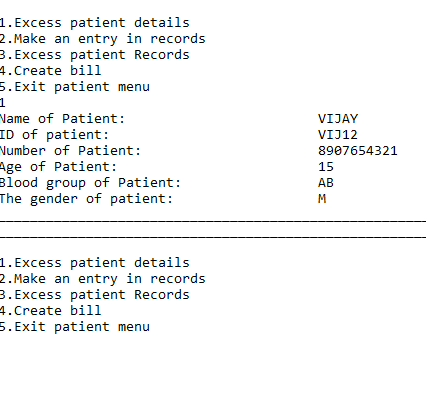 1.Excess patient details
2.Make an entry in records
3.Excess patient Records
4.Create bill
5.Exit patient menu
1
Name of Patient: VIJAY
ID of patient: VIJ12
Number of Patient: 8907654321
Age of Patient: 15
Blood group of Patient: AB
The gender of patient: M
1.Excess patient details
2.Make an entry in records
3.Excess patient Records
4.Create bill
5.Exit patient menu